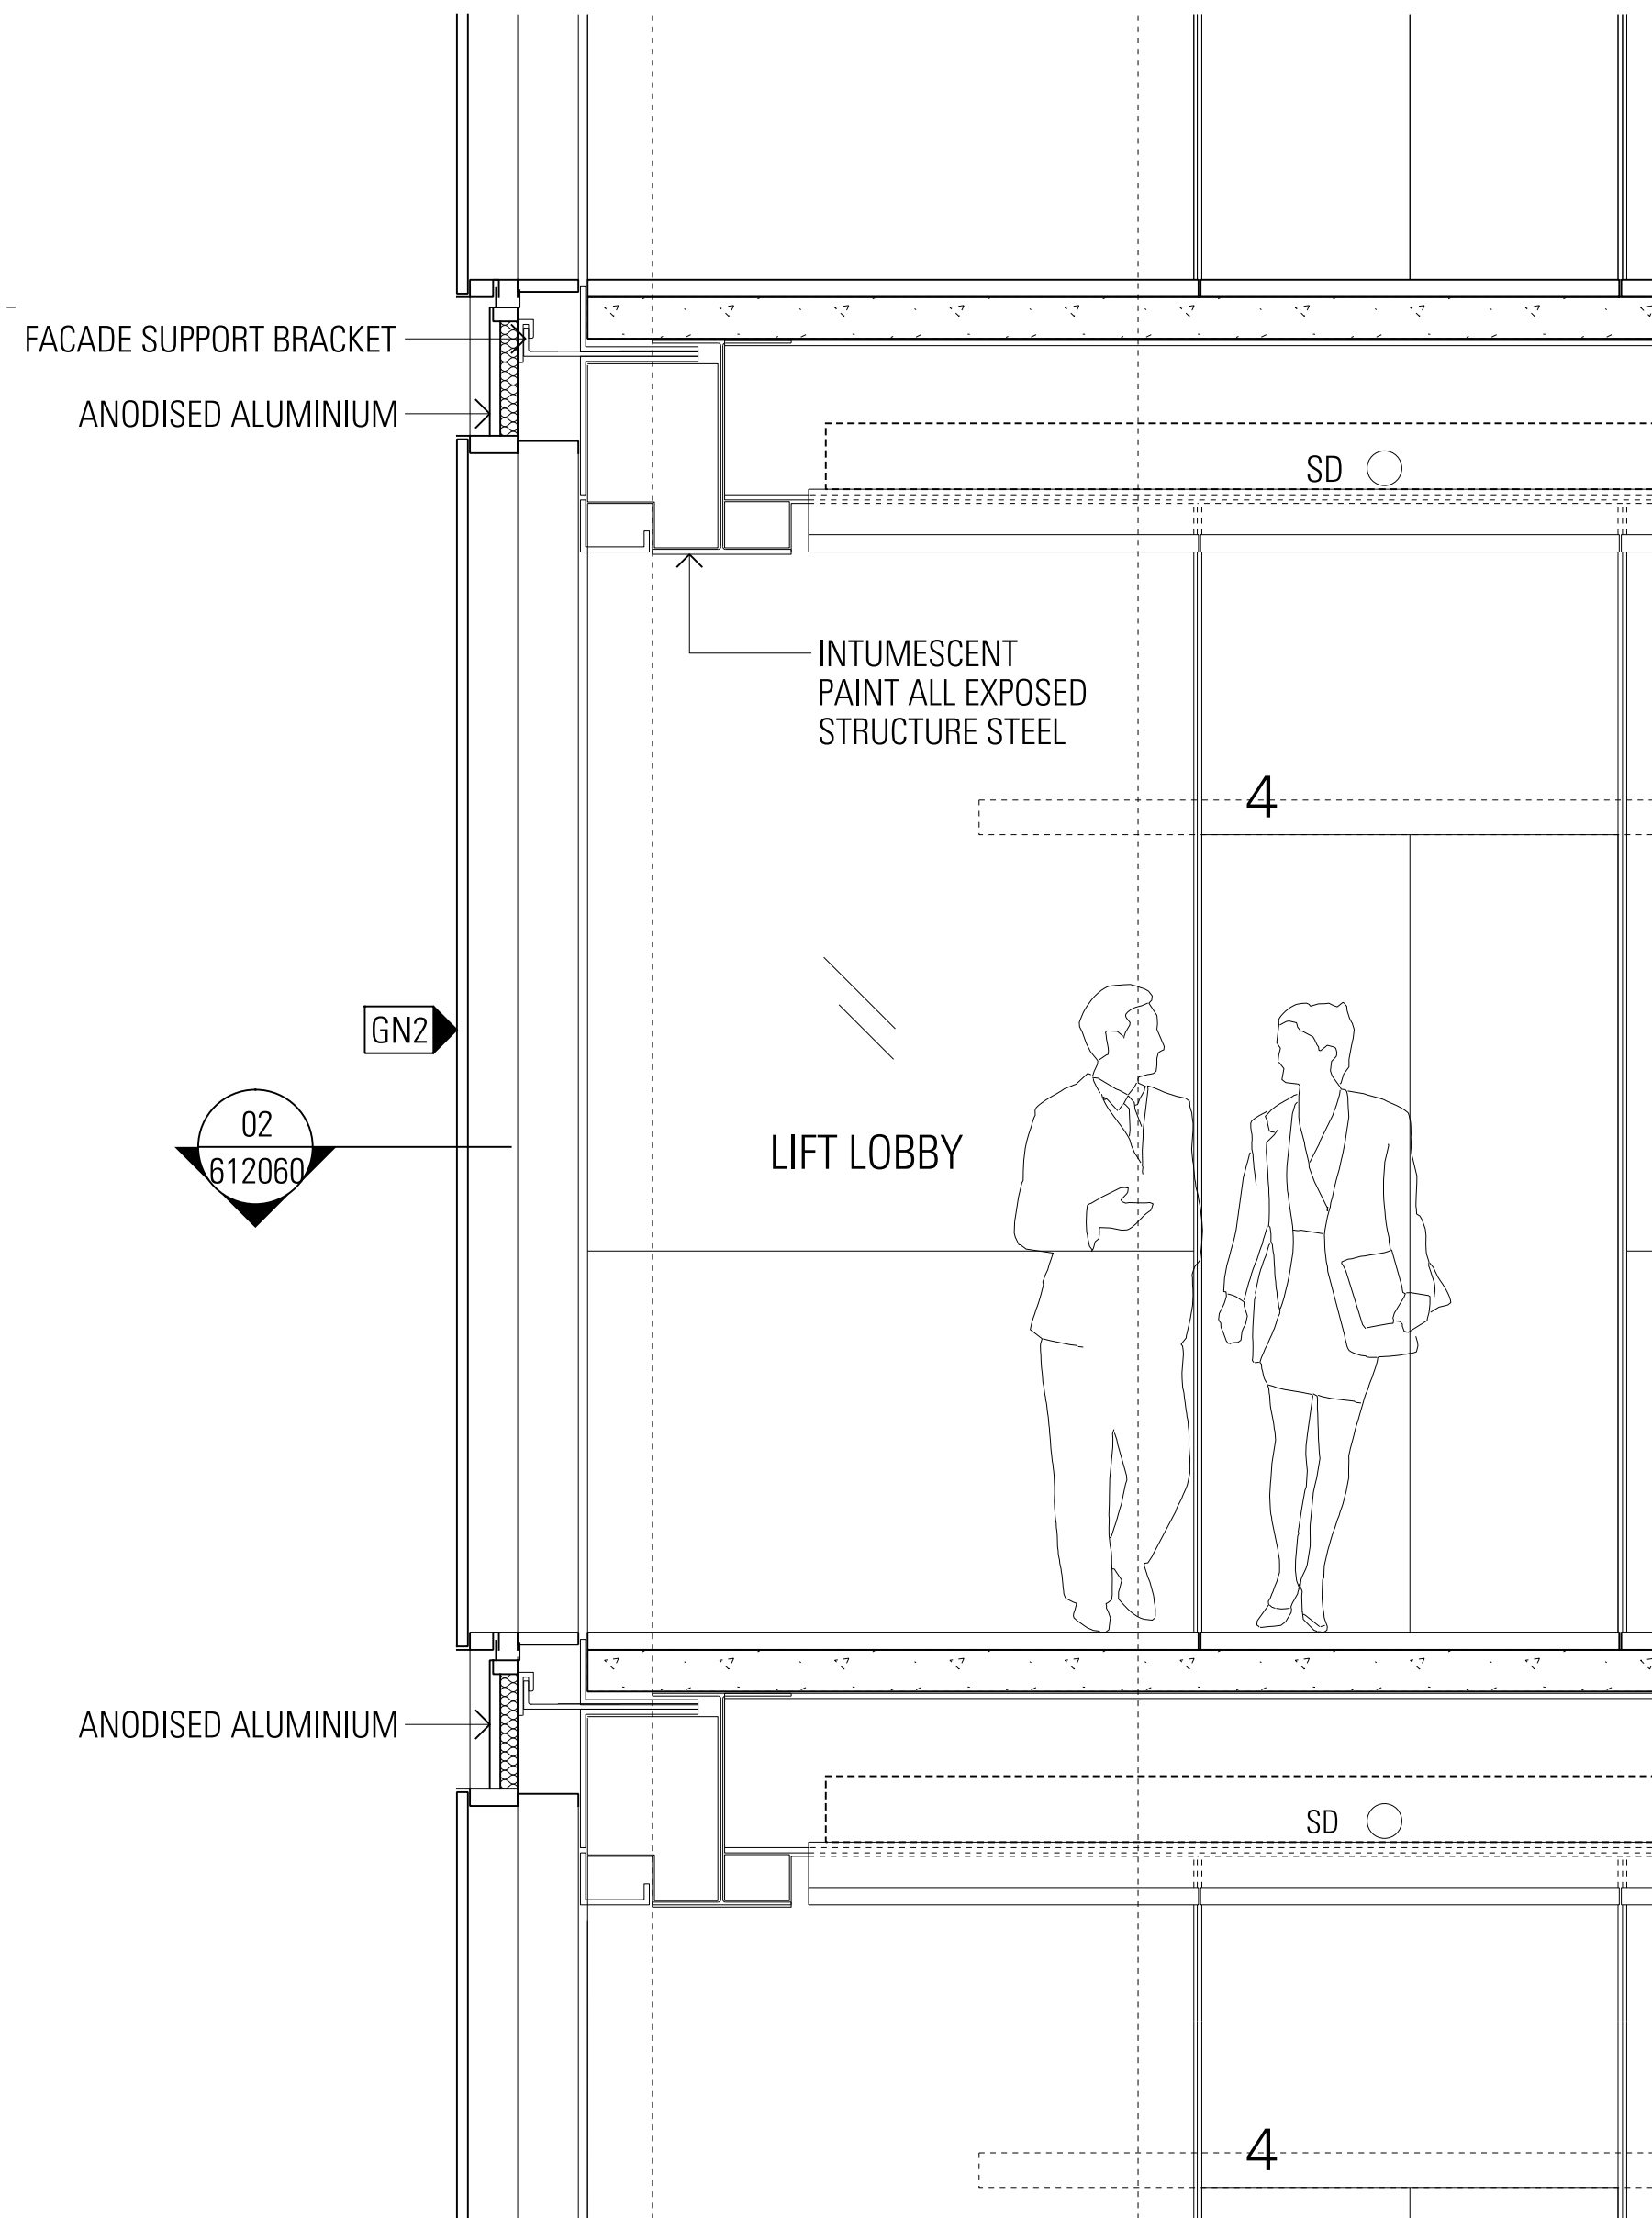 FACADE SUPPORT BRACKET
ANODISED ALUMINIUM
SD
INTUMESCENT
PAINT ALL EXPOSED
STRUCTURE STEEL
4
GN2
02
612060
LIFT LOBBY
ANODISED ALUMINIUM
SD
4